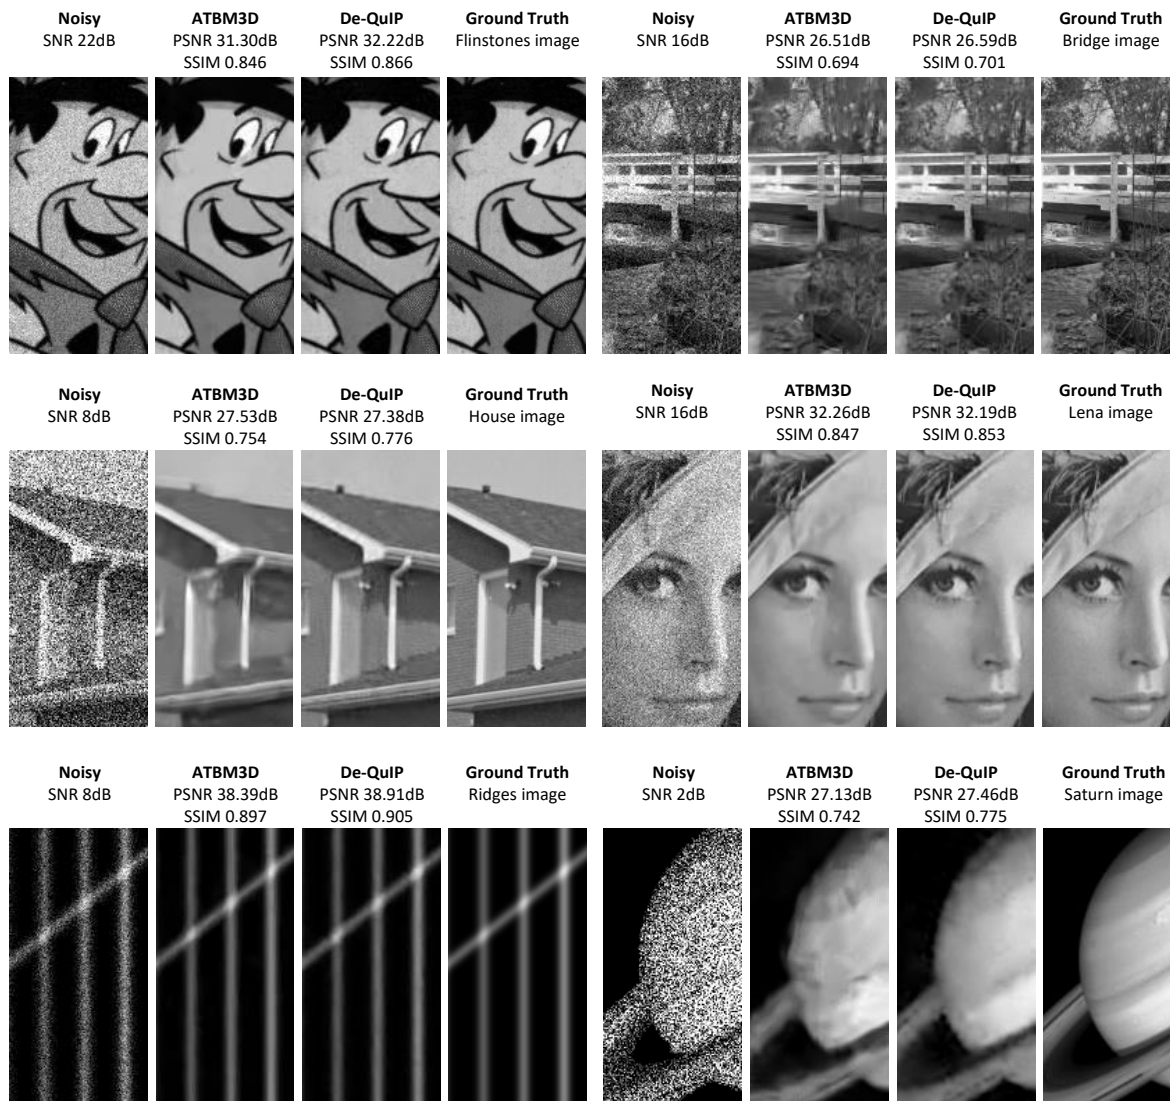 Noisy
SNR 22dB
ATBM3D
PSNR 31.30dB
SSIM 0.846
De-QuIP
PSNR 32.22dB
SSIM 0.866
Ground Truth
Flinstones image
Noisy
SNR 16dB
ATBM3D
PSNR 26.51dB
SSIM 0.694
De-QuIP
PSNR 26.59dB
SSIM 0.701
Ground Truth
Bridge image
Noisy
SNR 8dB
ATBM3D
PSNR 27.53dB
SSIM 0.754
De-QuIP
PSNR 27.38dB
SSIM 0.776
Ground Truth
House image
Noisy
SNR 16dB
ATBM3D
PSNR 32.26dB
SSIM 0.847
De-QuIP
PSNR 32.19dB
SSIM 0.853
Ground Truth
Lena image
Noisy
SNR 8dB
ATBM3D
PSNR 38.39dB
SSIM 0.897
De-QuIP
PSNR 38.91dB
SSIM 0.905
Ground Truth
Ridges image
Noisy
SNR 2dB
ATBM3D
PSNR 27.13dB
SSIM 0.742
De-QuIP
PSNR 27.46dB
SSIM 0.775
Ground Truth
Saturn image